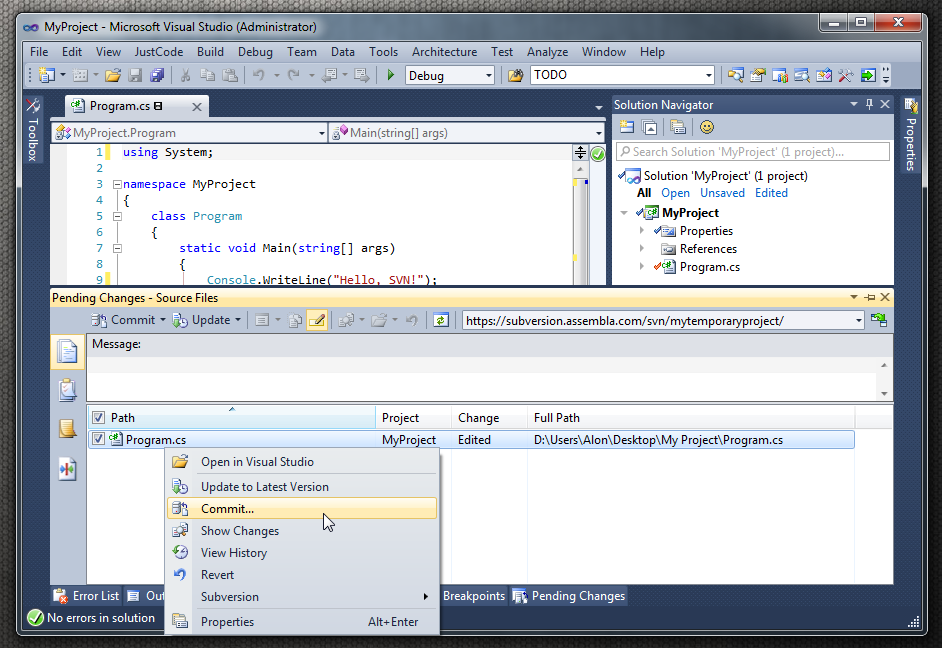 MyProject - Microsoft Visual Studio (Administrator)
File Edit View JustCode Build Debug Team Data Tools Architecture Test Analyze Window Help
Debug TODO
Toolbox
Program.cs
MyProject.Program Main(string[] args)
1 using System;
2
3 namespace MyProject
4 {
5 class Program
6 {
7 static void Main(string[] args)
8 {
9 Console.WriteLine("Hello, SVN!");
Solution Navigator
Search Solution 'MyProject' (1 project)...
Solution 'MyProject' (1 project)
All Open Unsaved Edited
MyProject
Properties
References
Program.cs
Properties
Pending Changes - Source Files
Commit Update https://subversion.assembla.com/svn/mytemporaryproject/
Message:
Path Project Change Full Path
Program.cs MyProject Edited D:\Users\Alon\Desktop\My Project\Program.cs
Open in Visual Studio
Update to Latest Version
Commit...
Show Changes
View History
Revert
Subversion
Properties Alt+Enter
Error List Out Breakpoints Pending Changes
No errors in solution